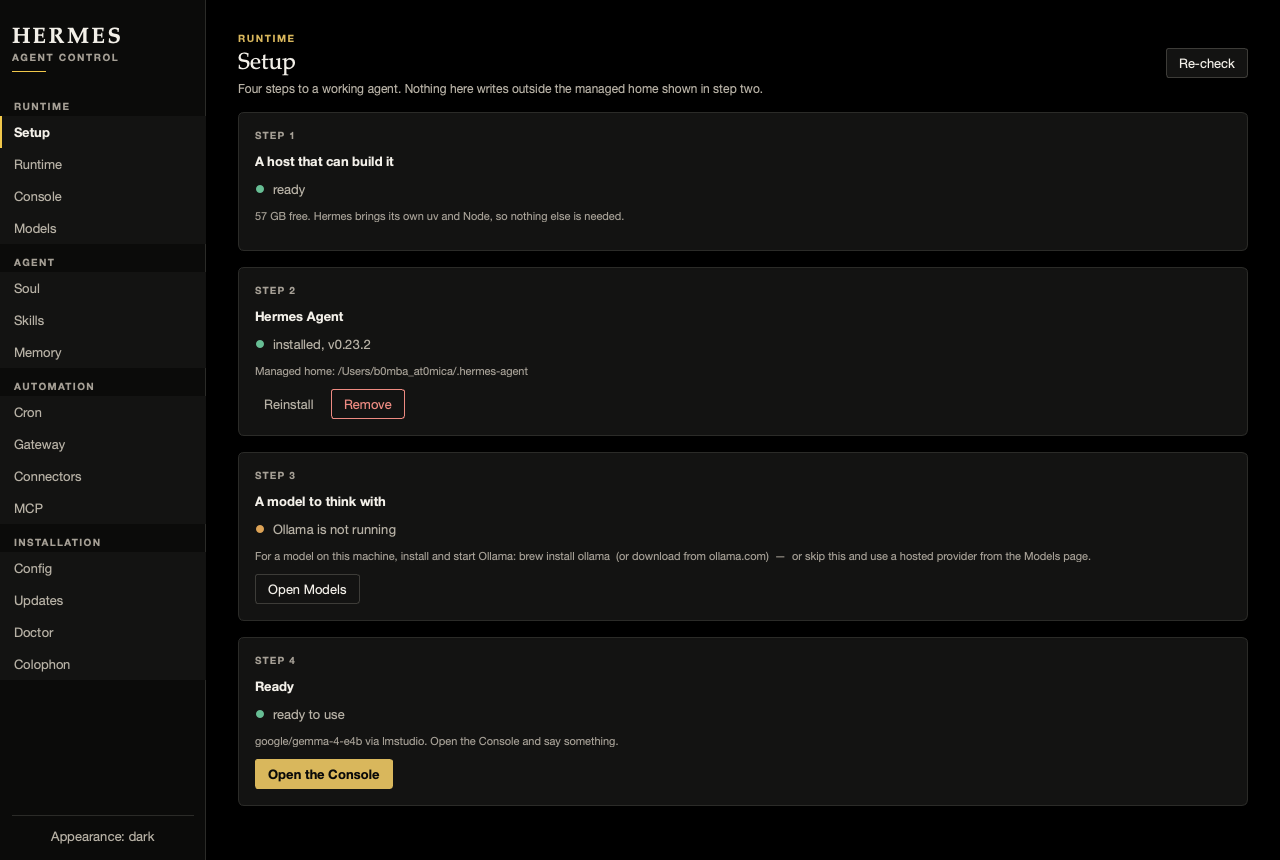 HERMES
AGENT CONTROL
RUNTIME
Setup
Runtime
Console
Models
AGENT
Soul
Skills
Memory
AUTOMATION
Cron
Gateway
Connectors
MCP
INSTALLATION
Config
Updates
Doctor
Colophon
Appearance: dark
RUNTIME
Setup
Re-check
Four steps to a working agent. Nothing here writes outside the managed home shown in step two.
STEP 1
A host that can build it
ready
57 GB free. Hermes brings its own uv and Node, so nothing else is needed.
STEP 2
Hermes Agent
installed, v0.23.2
Managed home: /Users/b0mba_at0mica/.hermes-agent
Reinstall Remove
STEP 3
A model to think with
Ollama is not running
For a model on this machine, install and start Ollama: brew install ollama (or download from ollama.com) — or skip this and use a hosted provider from the Models page.
Open Models
STEP 4
Ready
ready to use
google/gemma-4-e4b via lmstudio. Open the Console and say something.
Open the Console